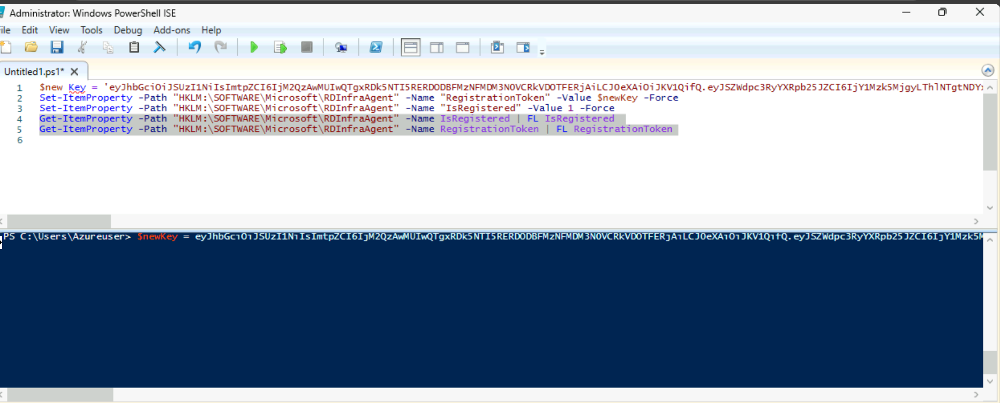 Administrator: Windows PowerShell ISE
ile Edit View Tools Debug Add-ons Help
Untitled1.ps1*
1 $new Key = 'eyJhbGciOiJSUzI1NiIsImtpZCI6IjM2QzAwMUIwQTgxRDk5NTI5RERDODBFMzNFMDM3N0VCRkVDOTFERjAiLCJ0eXAiOiJKV1QifQ.eyJSZWdpc3RyYXRpb25JZCI6IjY1Mzk5MjgyLThlNTgtNDYx
2 Set-ItemProperty -Path "HKLM:\SOFTWARE\Microsoft\RDInfraAgent" -Name "RegistrationToken" -Value $newKey -Force
3 Set-ItemProperty -Path "HKLM:\SOFTWARE\Microsoft\RDInfraAgent" -Name "IsRegistered" -Value 1 -Force
4 Get-ItemProperty -Path "HKLM:\SOFTWARE\Microsoft\RDInfraAgent" -Name IsRegistered | FL IsRegistered
5 Get-ItemProperty -Path "HKLM:\SOFTWARE\Microsoft\RDInfraAgent" -Name RegistrationToken | FL RegistrationToken
6
PS C:\Users\Azureuser> $newKey = eyJhbGciOiJSUzI1NiIsImtpZCI6IjM2QzAwMUIwQTgxRDk5NTI5RERDODBFMzNFMDM3N0VCRkVDOTFERjAiLCJ0eXAiOiJKV1QifQ.eyJSZWdpc3RyYXRpb25JZCI6IjY1Mzk5M